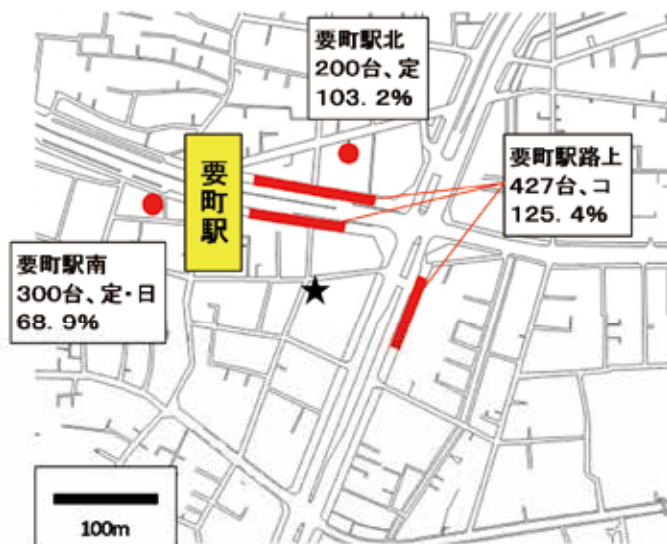 要町駅北
200台、定
103. 2%
要町駅
要町駅路上
427台、コ
125. 4%
要町駅南
300台、定・日
68. 9%
100m